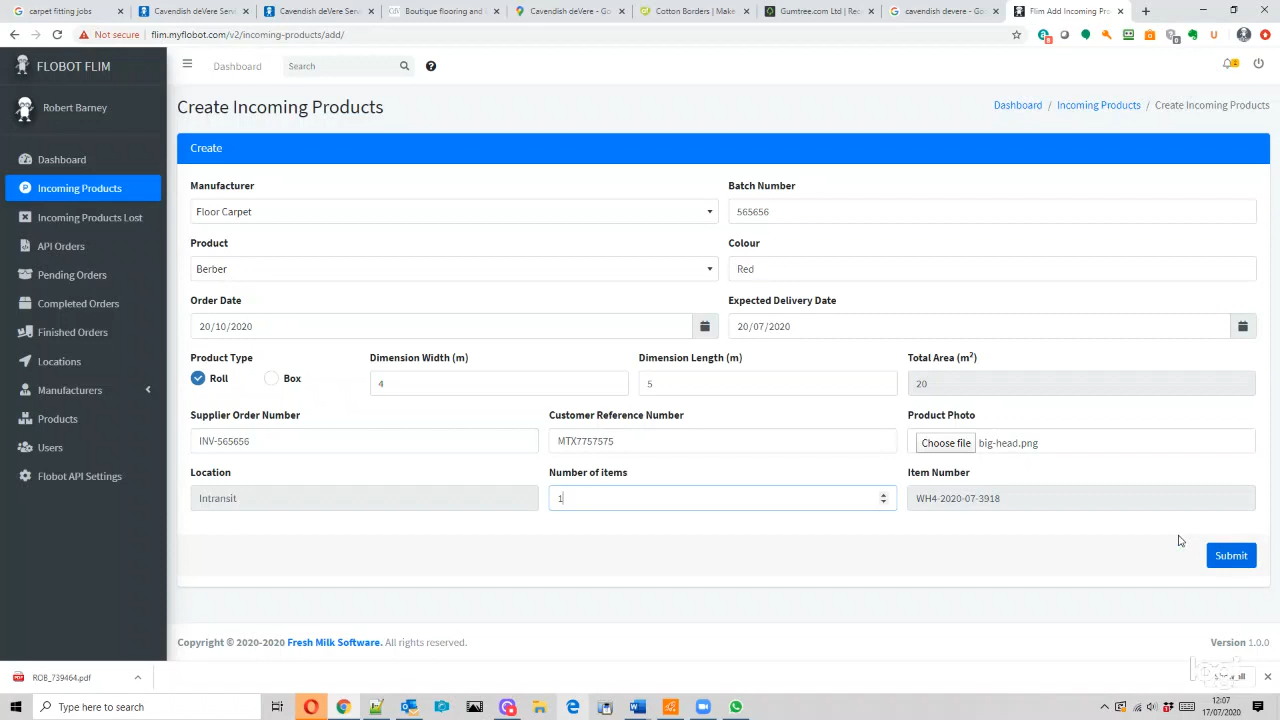 carpet fitting jobs
Cavendish deVere Serv
Cavendish deVere Servi
Boutique flooring and
Cavendish deVere - Go
Cotton Borders | Make
Gumtree.com Ltd | Re
cavendish devere - Go
Flim Add Incoming Pro
Not secure flim.myflobot.com/v2/incoming-products/add/
FLOBOT FLIM
Dashboard
Search
Robert Barney
Create Incoming Products
Dashboard / Incoming Products / Create Incoming Products
Dashboard
Incoming Products
Incoming Products Lost
API Orders
Pending Orders
Completed Orders
Finished Orders
Locations
Manufacturers
Products
Users
Flobot API Settings
Create
Manufacturer
Batch Number
Floor Carpet
565656
Product
Colour
Berber
Red
Order Date
Expected Delivery Date
20/10/2020
20/07/2020
Product Type
Dimension Width (m)
Dimension Length (m)
Total Area (m²)
Roll
Box
4
5
20
Supplier Order Number
Customer Reference Number
Product Photo
INV-565656
MTX7757575
Choose file big-head.png
Location
Number of items
Item Number
Intransit
1
WH4-2020-07-3918
Submit
Copyright © 2020-2020 Fresh Milk Software. All rights reserved.
Version 1.0.0
ROB_739464.pdf
Type here to search
12:07
17/07/2020